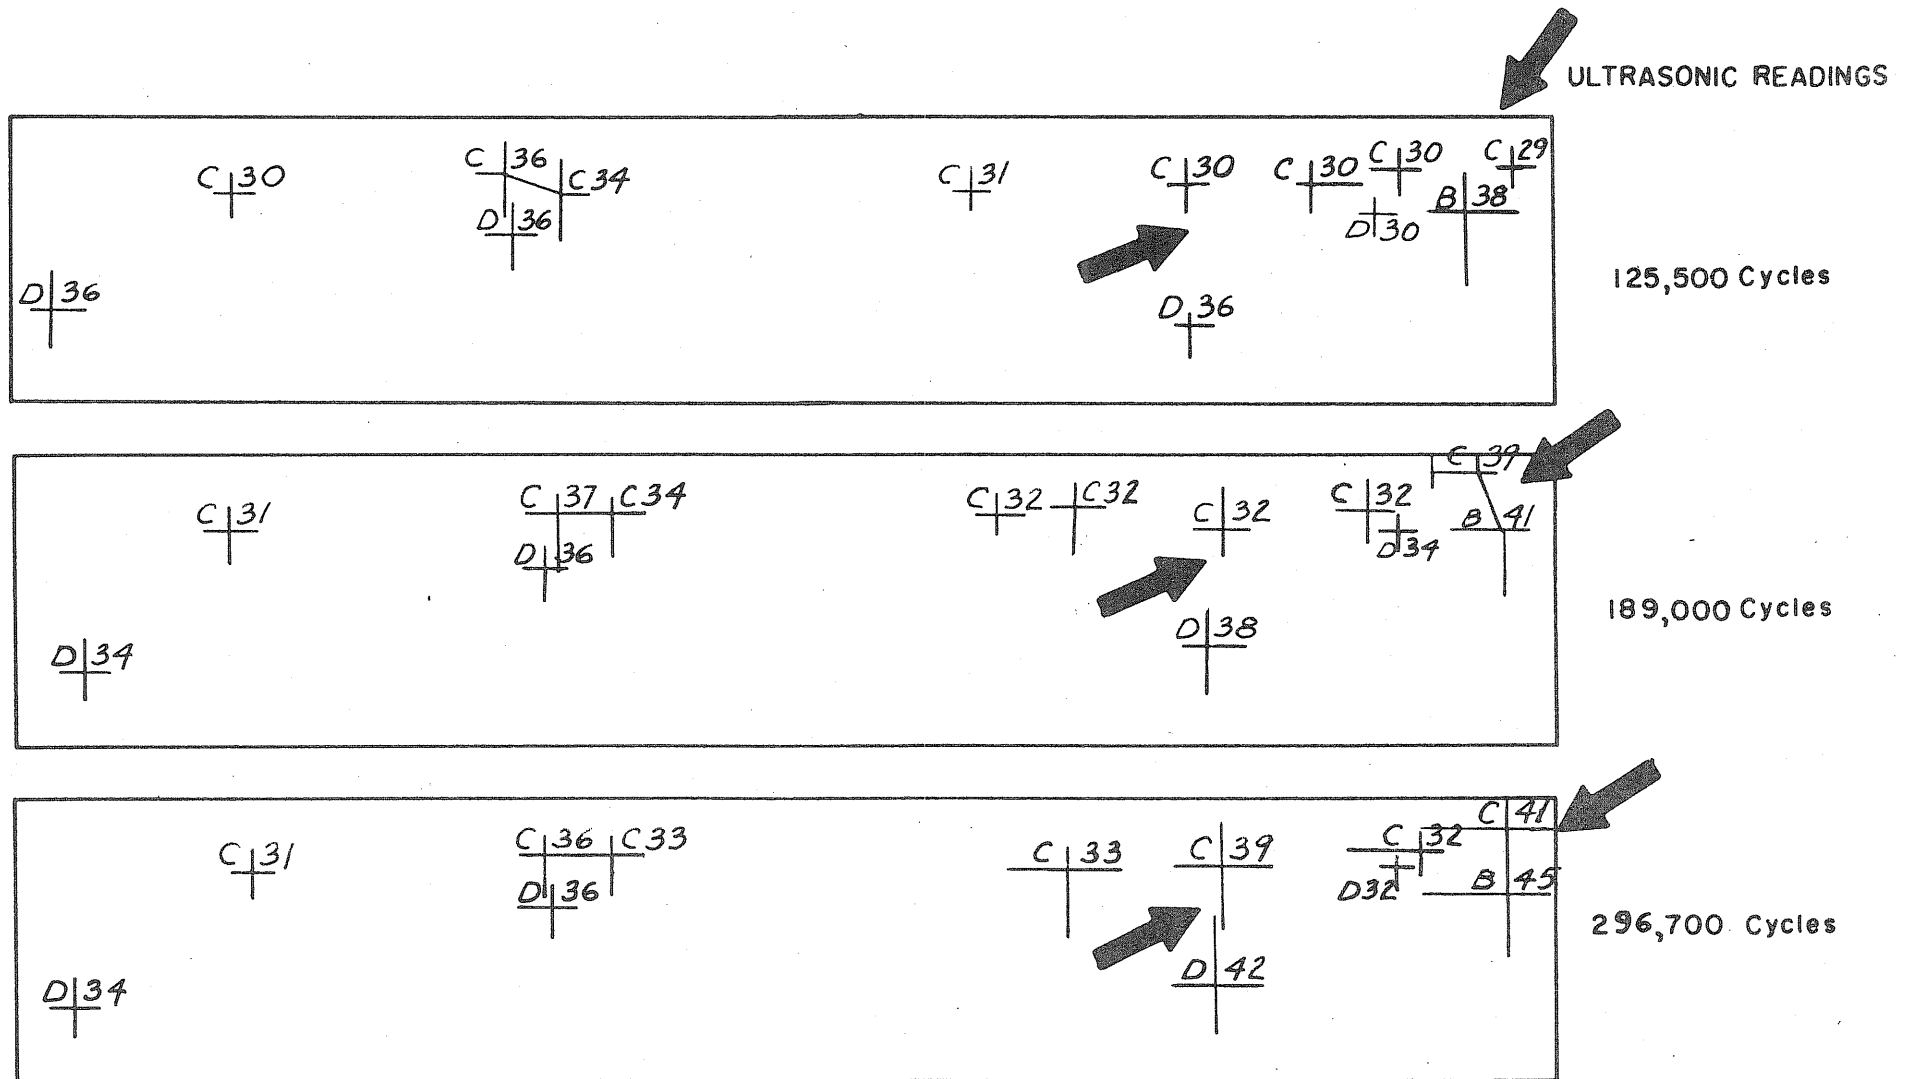 ULTRASONIC READINGS
C 30
C 36
C 34
D 36
D 36
C 31
C 30
D 36
C 30
C 30
D 30
B 38
C 29
125,500 Cycles
C 31
C 37
C 34
D 36
D 34
C 32
C 32
C 32
D 38
C 32
D 34
C 39
B 41
189,000 Cycles
C 31
C 36
C 33
D 36
D 34
C 33
C 39
D 42
C 32
D 32
C 41
B 45
296,700 Cycles